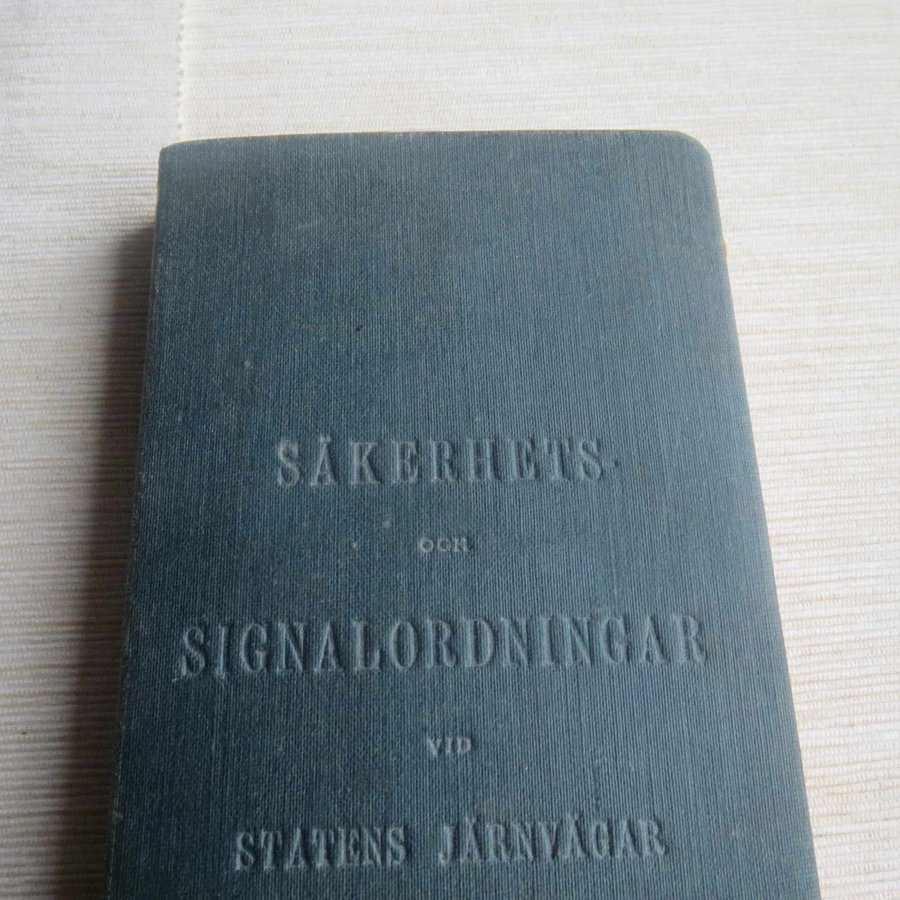 SÄKERHETS-
OCH
SIGNALORDNINGAR
VID
STATENS JÄRNVÄGAR